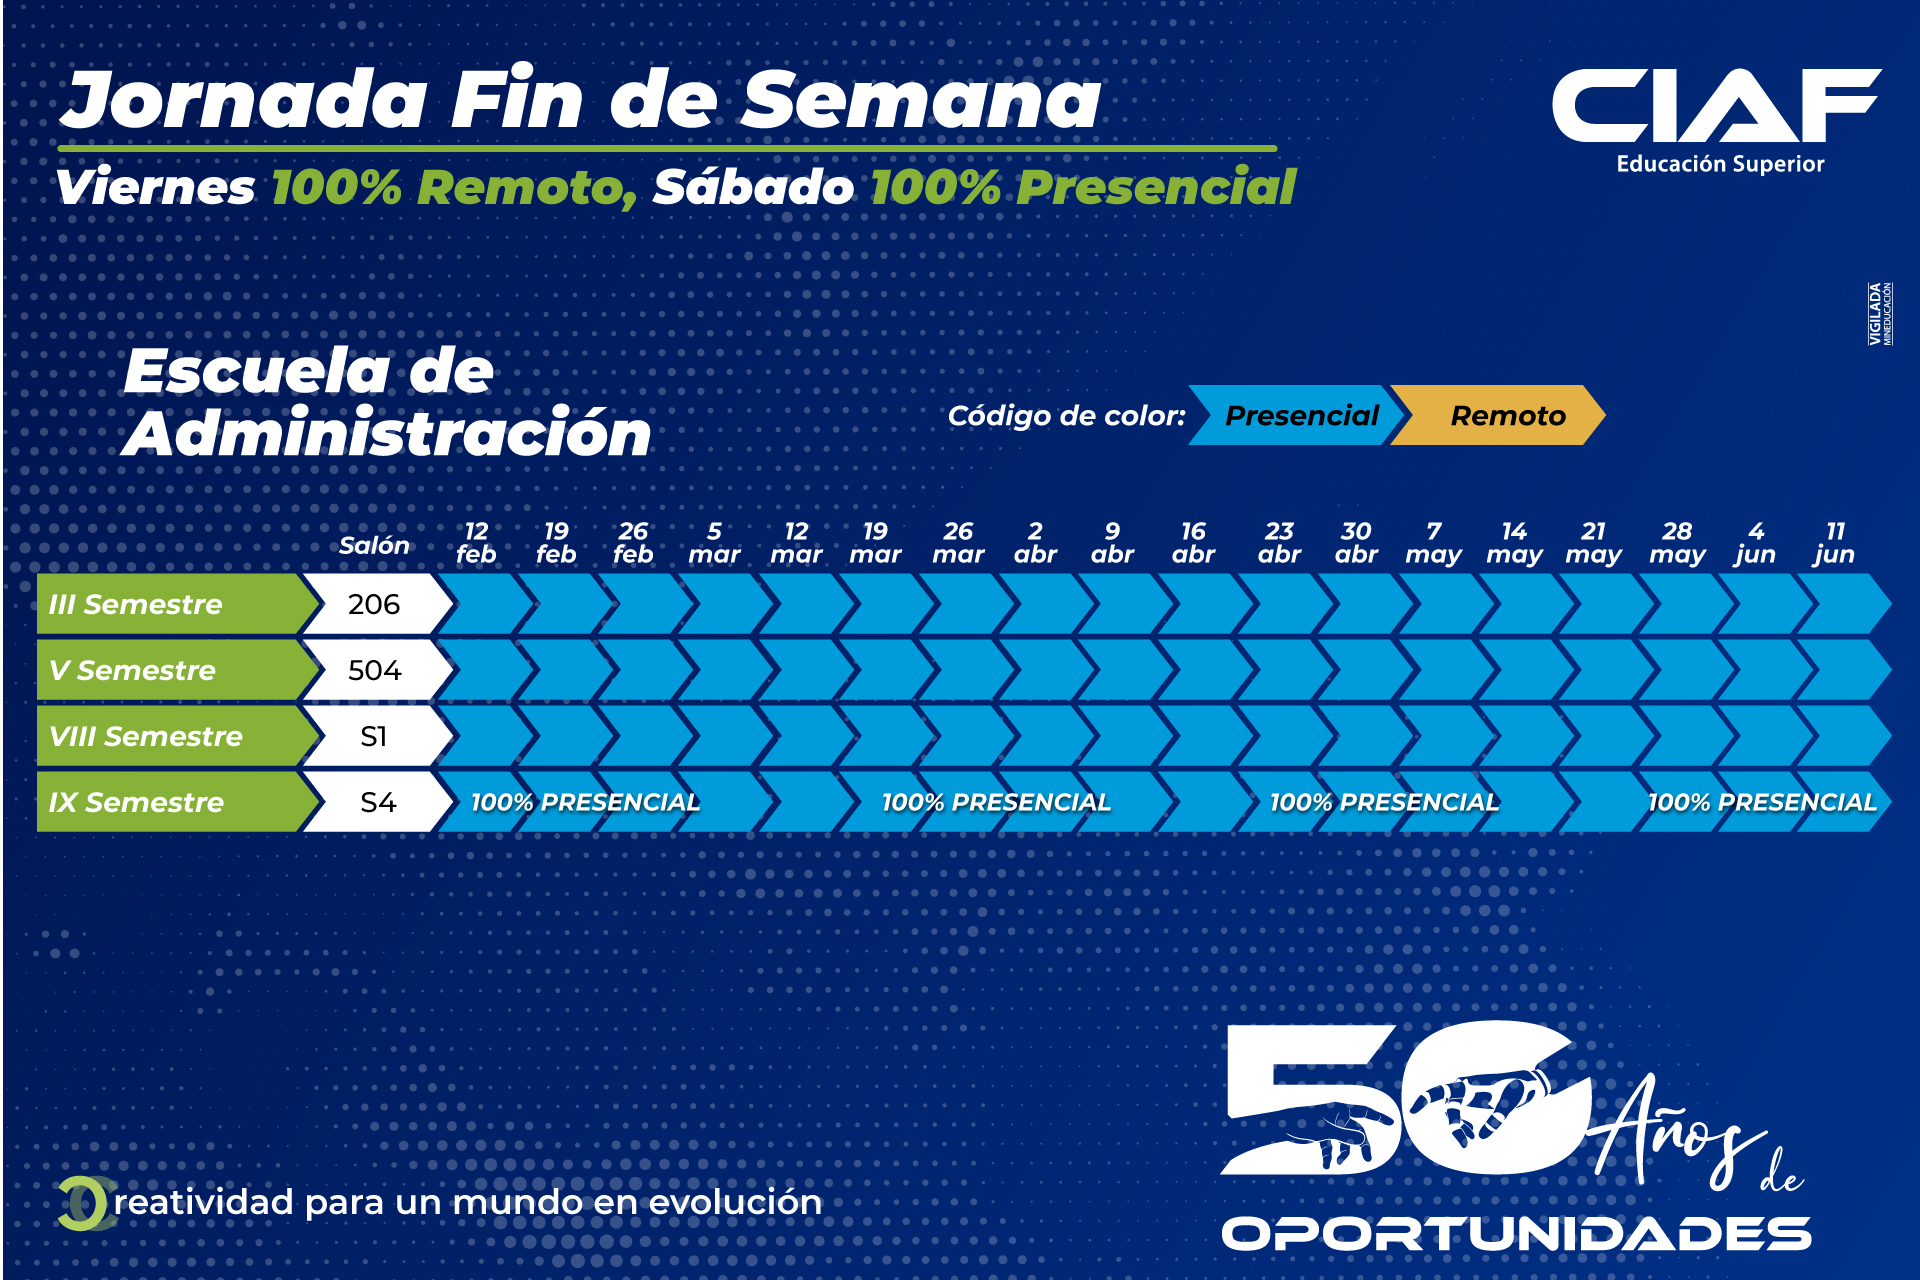 Jornada Fin de Semana
Viernes 100% Remoto, Sábado 100% Presencial
CIAF
Educación Superior
VIGILADA
MINEDUCACIÓN
Escuela de
Administración
Código de color: Presencial Remoto
Salón 12 feb 19 feb 26 feb 5 mar 12 mar 19 mar 26 mar 2 abr 9 abr 16 abr 23 abr 30 abr 7 may 14 may 21 may 28 may 4 jun 11 jun
III Semestre 206
V Semestre 504
VIII Semestre S1
IX Semestre S4 100% PRESENCIAL 100% PRESENCIAL 100% PRESENCIAL 100% PRESENCIAL
50 Años de
OPORTUNIDADES
Creatividad para un mundo en evolución